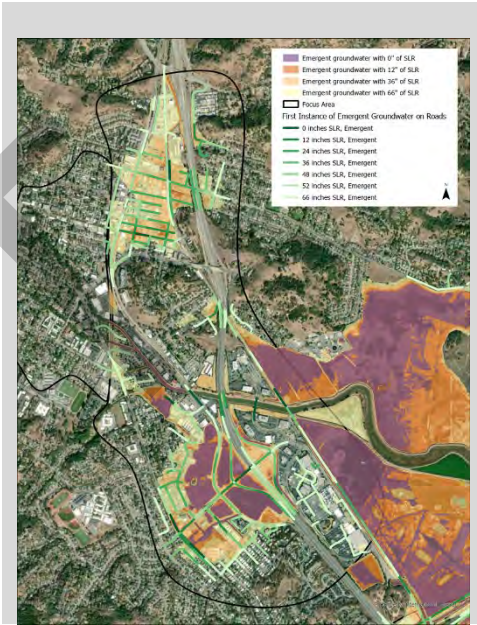 Emergent groundwater with 0" of SLR
Emergent groundwater with 12" of SLR
Emergent groundwater with 36" of SLR
Emergent groundwater with 66" of SLR
Focus Area
First Instance of Emergent Groundwater on Roads
0 inches SLR, Emergent
12 inches SLR, Emergent
24 inches SLR, Emergent
36 inches SLR, Emergent
48 inches SLR, Emergent
52 inches SLR, Emergent
66 inches SLR, Emergent